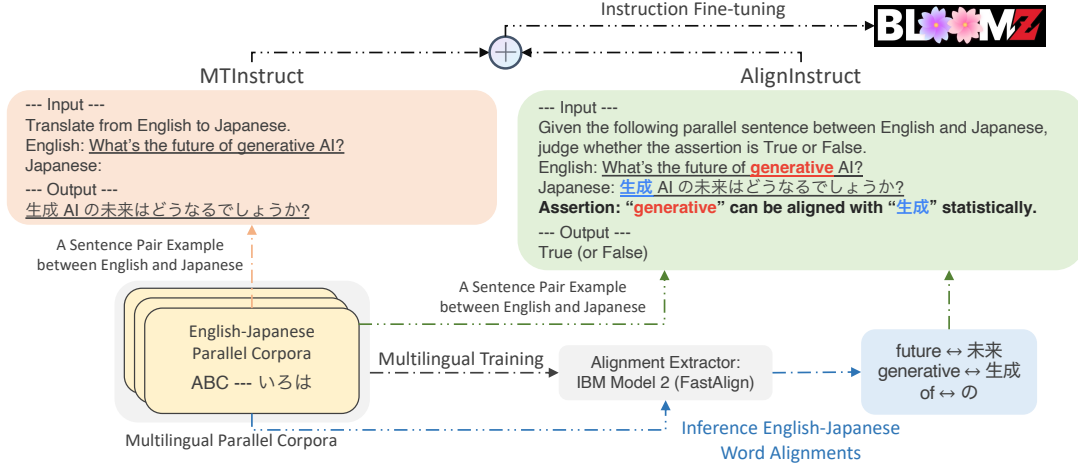 Instruction Fine-tuning
BLOOMZ
MTInstruct
AlignInstruct
--- Input ---
Translate from English to Japanese.
English: What's the future of generative AI?
Japanese:
--- Output ---
生成 AI の未来はどうなるでしょうか?
--- Input ---
Given the following parallel sentence between English and Japanese,
judge whether the assertion is True or False.
English: What's the future of generative AI?
Japanese: 生成 AI の未来はどうなるでしょうか?
Assertion: “generative” can be aligned with “生成” statistically.
--- Output ---
True (or False)
A Sentence Pair Example
between English and Japanese
A Sentence Pair Example
between English and Japanese
English-Japanese
Parallel Corpora
ABC --- いろは
Multilingual Parallel Corpora
Multilingual Training
Alignment Extractor:
IBM Model 2 (FastAlign)
future ↔ 未来
generative ↔ 生成
of ↔ の
Inference English-Japanese
Word Alignments